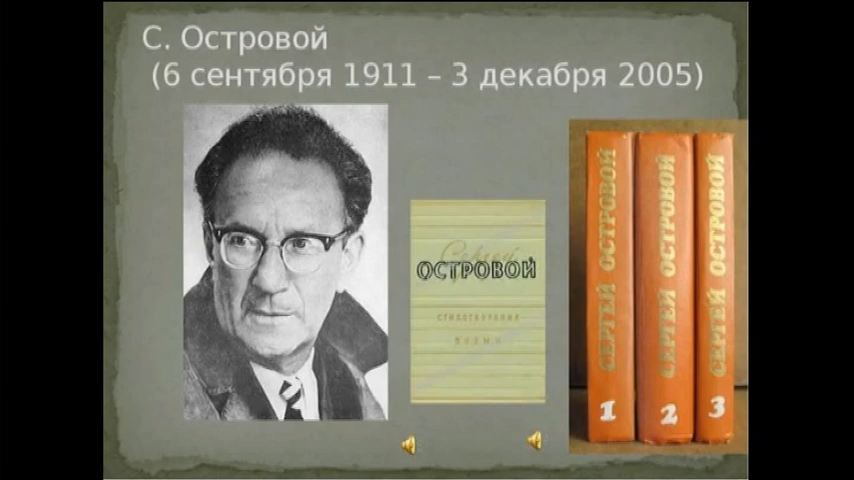 С. Островой
(6 сентября 1911 – 3 декабря 2005)
Сергей
ОСТРОВОЙ
СТИХОТВОРЕНИЯ
ПОЭМЫ
СЕРГЕЙ ОСТРОВОЙ
1
СЕРГЕЙ ОСТРОВОЙ
2
СЕРГЕЙ ОСТРОВОЙ
3